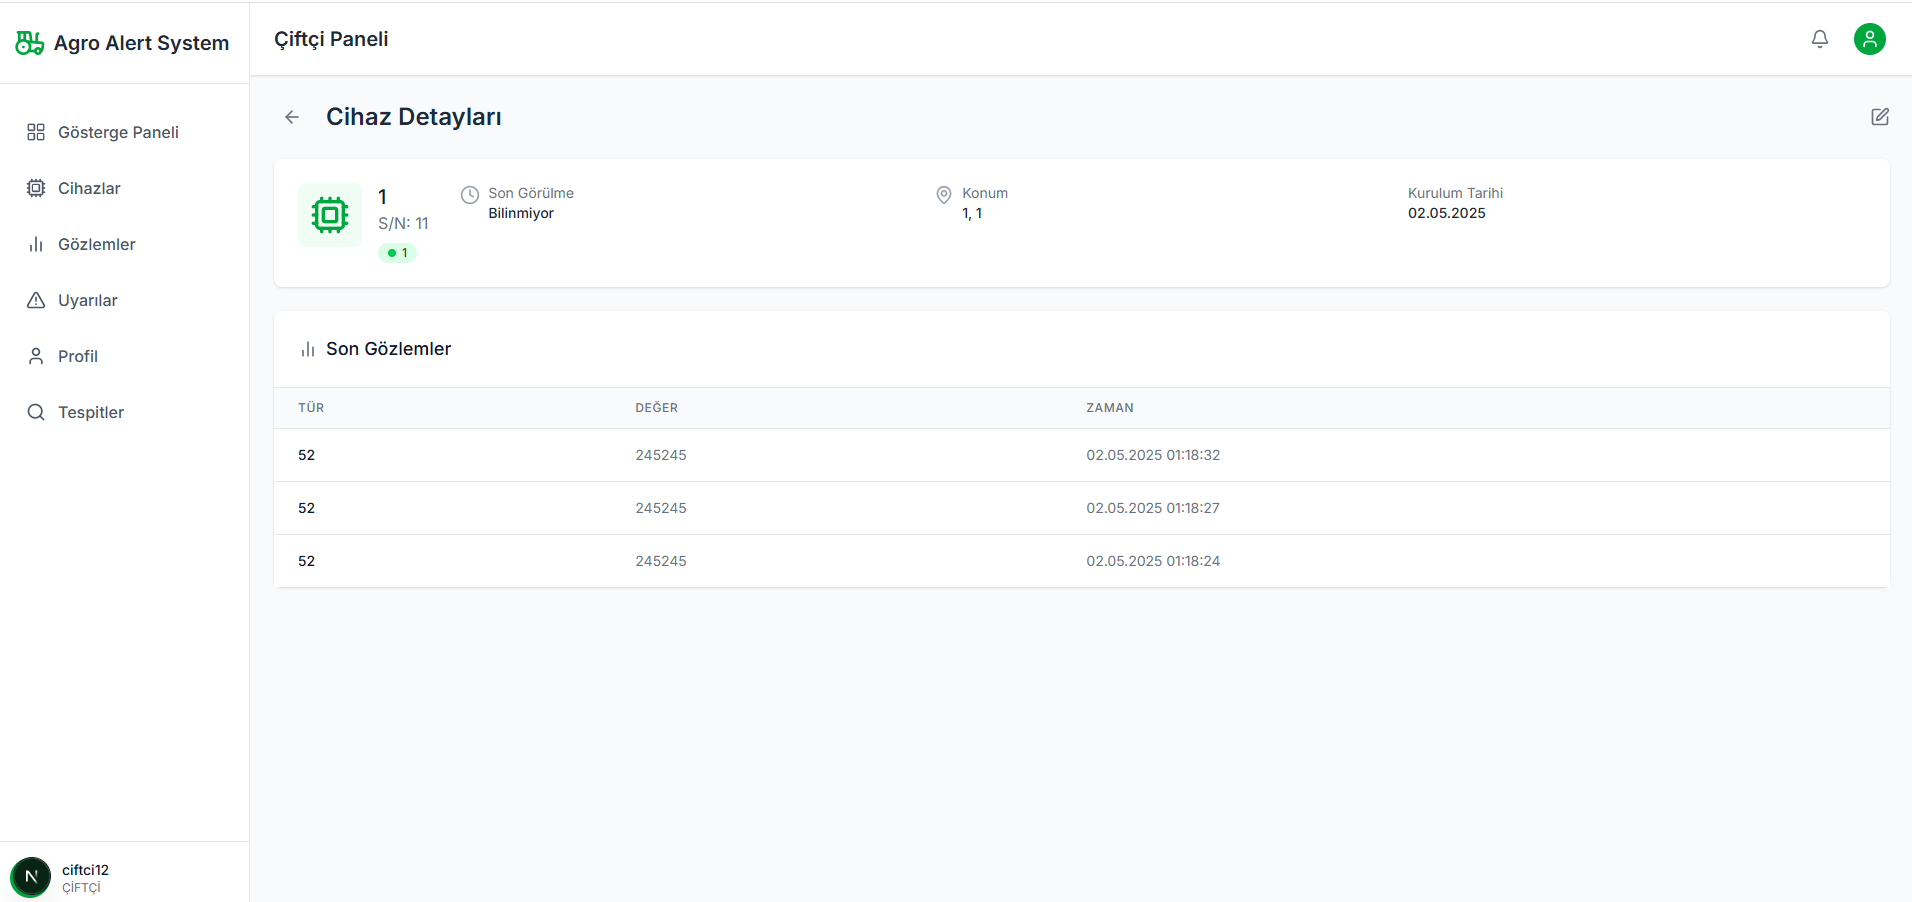 Agro Alert System
Çiftçi Paneli
Gösterge Paneli
Cihazlar
Gözlemler
Uyarılar
Profil
Tespitler
Cihaz Detayları
1
S/N: 11
1
Son Görülme
Bilinmiyor
Konum
1, 1
Kurulum Tarihi
02.05.2025
Son Gözlemler
TÜR DEĞER ZAMAN
52 245245 02.05.2025 01:18:32
52 245245 02.05.2025 01:18:27
52 245245 02.05.2025 01:18:24
N
ciftci12
ÇİFTÇİ